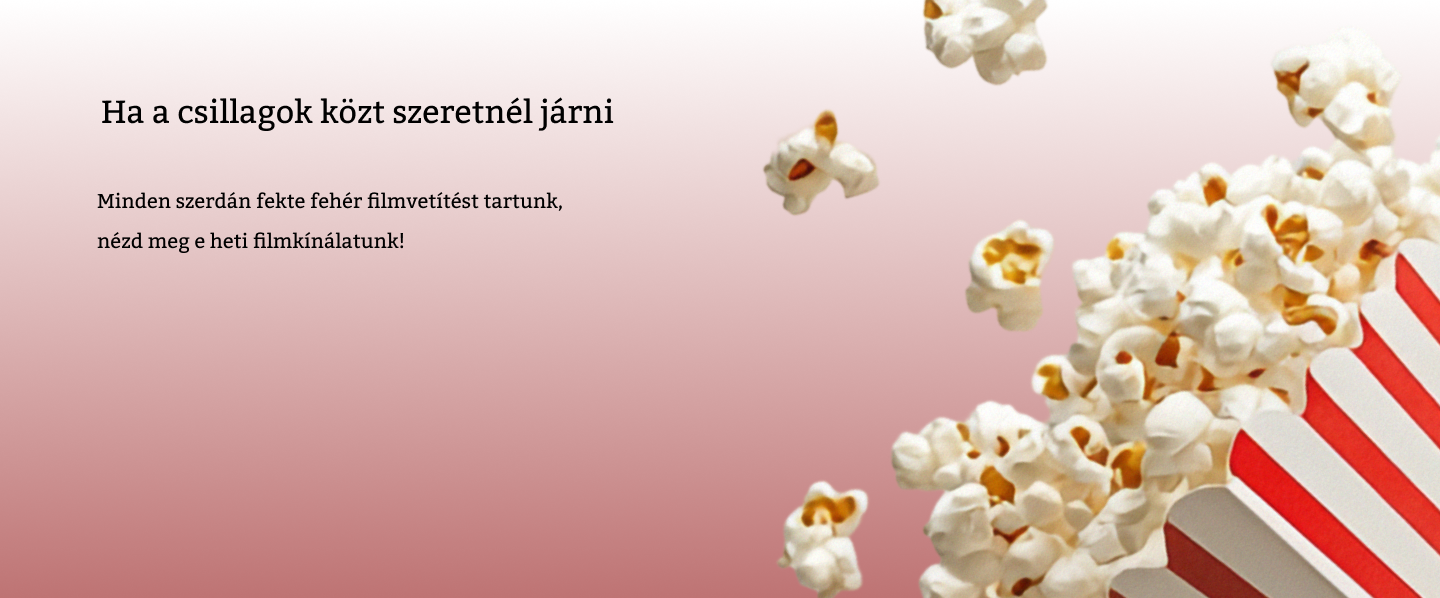 Ha a csillagok közt szeretnél járni
Minden szerdán fekte fehér filmvetítést tartunk,
nézd meg e heti filmkínálatunk!